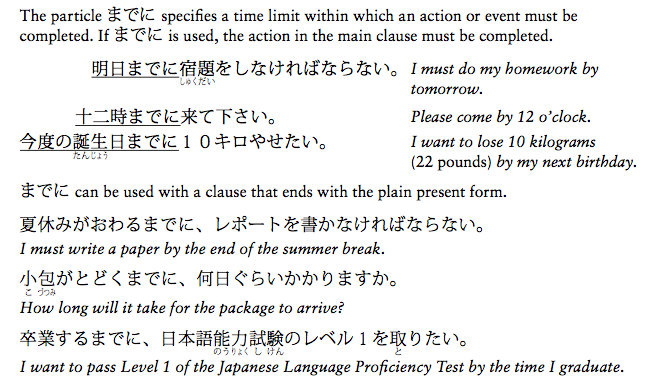 The particle までに specifies a time limit within which an action or event must be
completed. If までに is used, the action in the main clause must be completed.
明日までに宿題をしなければならない。 I must do my homework by
しゅくだい
tomorrow.
十二時までに来て下さい。 Please come by 12 o'clock.
今度の誕生日までに１０キロやせたい。 I want to lose 10 kilograms
たんじょう
(22 pounds) by my next birthday.
までに can be used with a clause that ends with the plain present form.
夏休みがおわるまでに、レポートを書かなければならない。
I must write a paper by the end of the summer break.
小包がとどくまでに、何日ぐらいかかりますか。
こ づつみ
How long will it take for the package to arrive?
卒業するまでに、日本語能力試験のレベル１を取りたい。
のうりょく し けん と
I want to pass Level 1 of the Japanese Language Proficiency Test by the time I graduate.